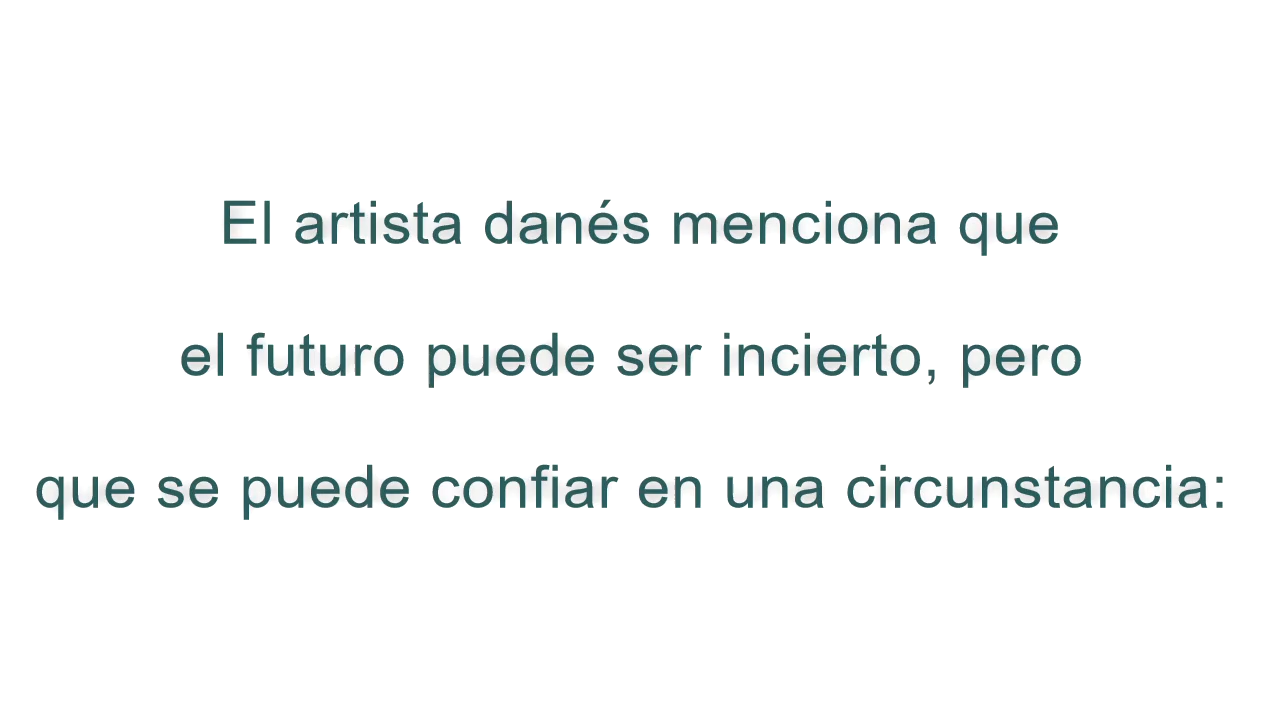 El artista danés menciona que
el futuro puede ser incierto, pero
que se puede confiar en una circunstancia: